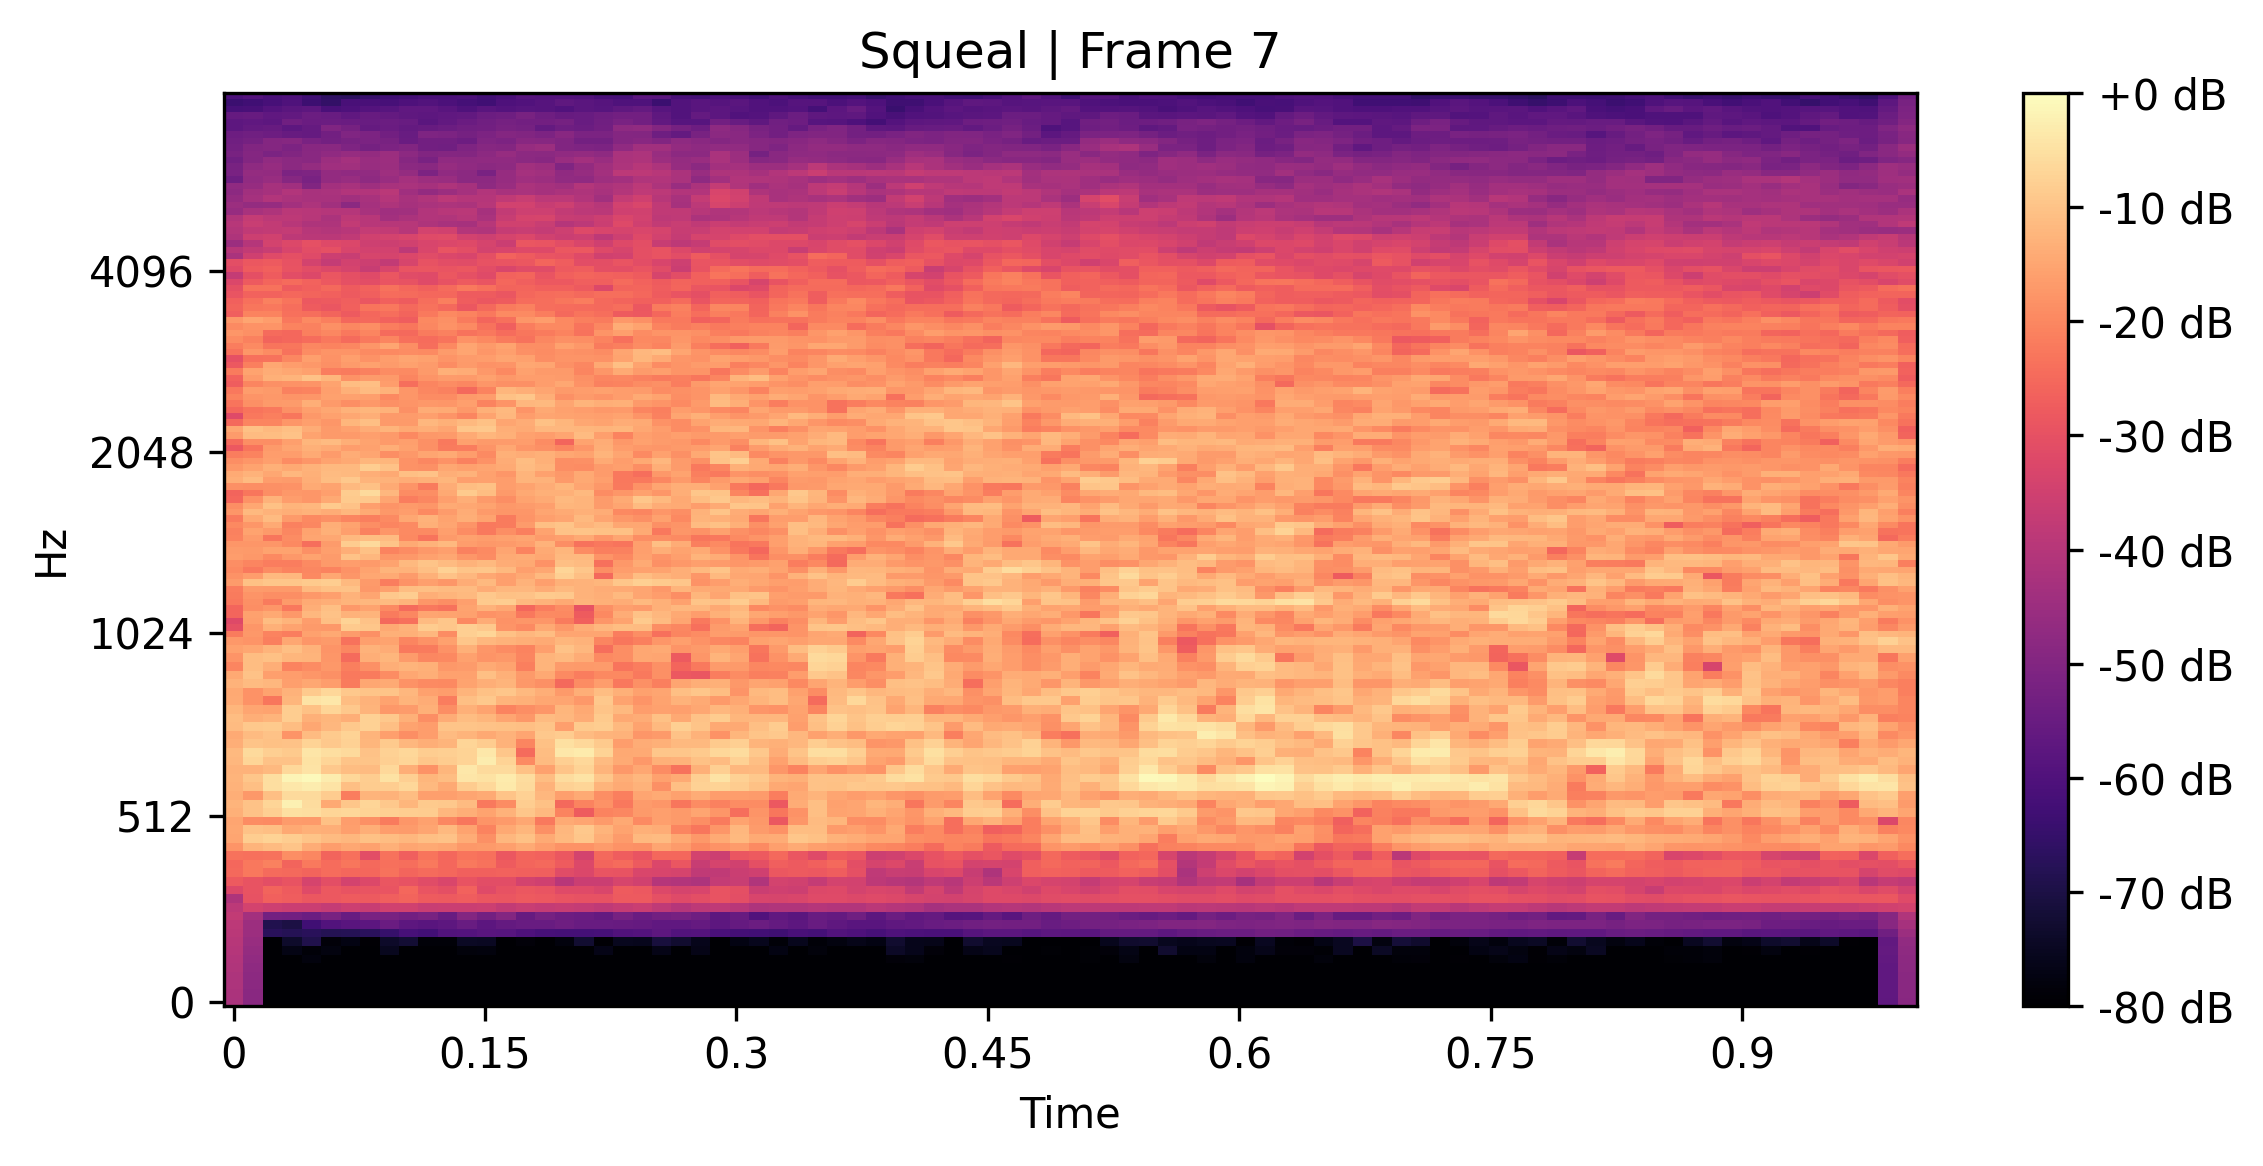 Squeal | Frame 7
+0 dB
-10 dB
-20 dB
-30 dB
-40 dB
-50 dB
-60 dB
-70 dB
-80 dB
Hz
4096
2048
1024
512
0
0 0.15 0.3 0.45 0.6 0.75 0.9
Time